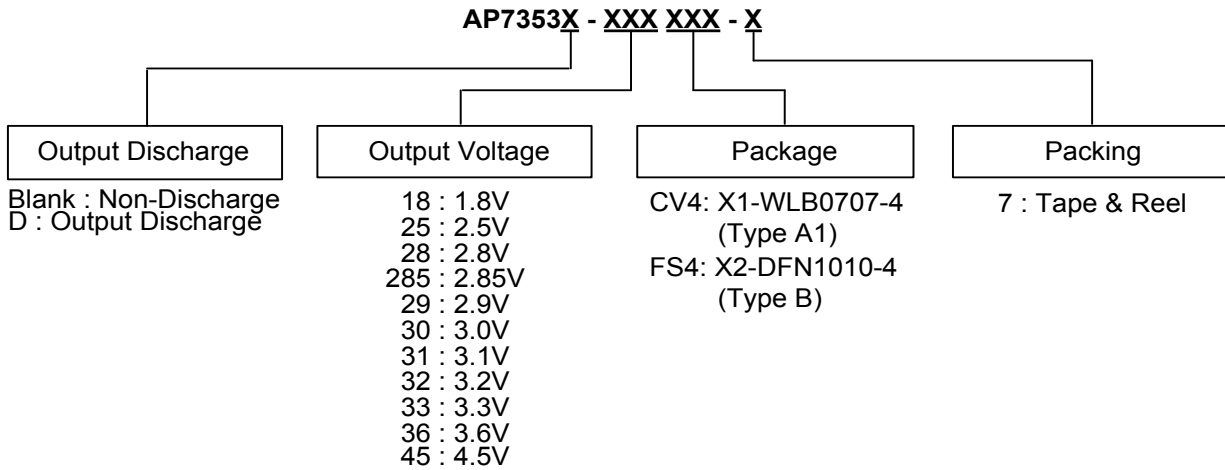 AP7353X - XXX XXX - X
Output Discharge
Blank : Non-Discharge
D : Output Discharge
Output Voltage
18 : 1.8V
25 : 2.5V
28 : 2.8V
285 : 2.85V
29 : 2.9V
30 : 3.0V
31 : 3.1V
32 : 3.2V
33 : 3.3V
36 : 3.6V
45 : 4.5V
Package
CV4: X1-WLB0707-4
(Type A1)
FS4: X2-DFN1010-4
(Type B)
Packing
7 : Tape & Reel